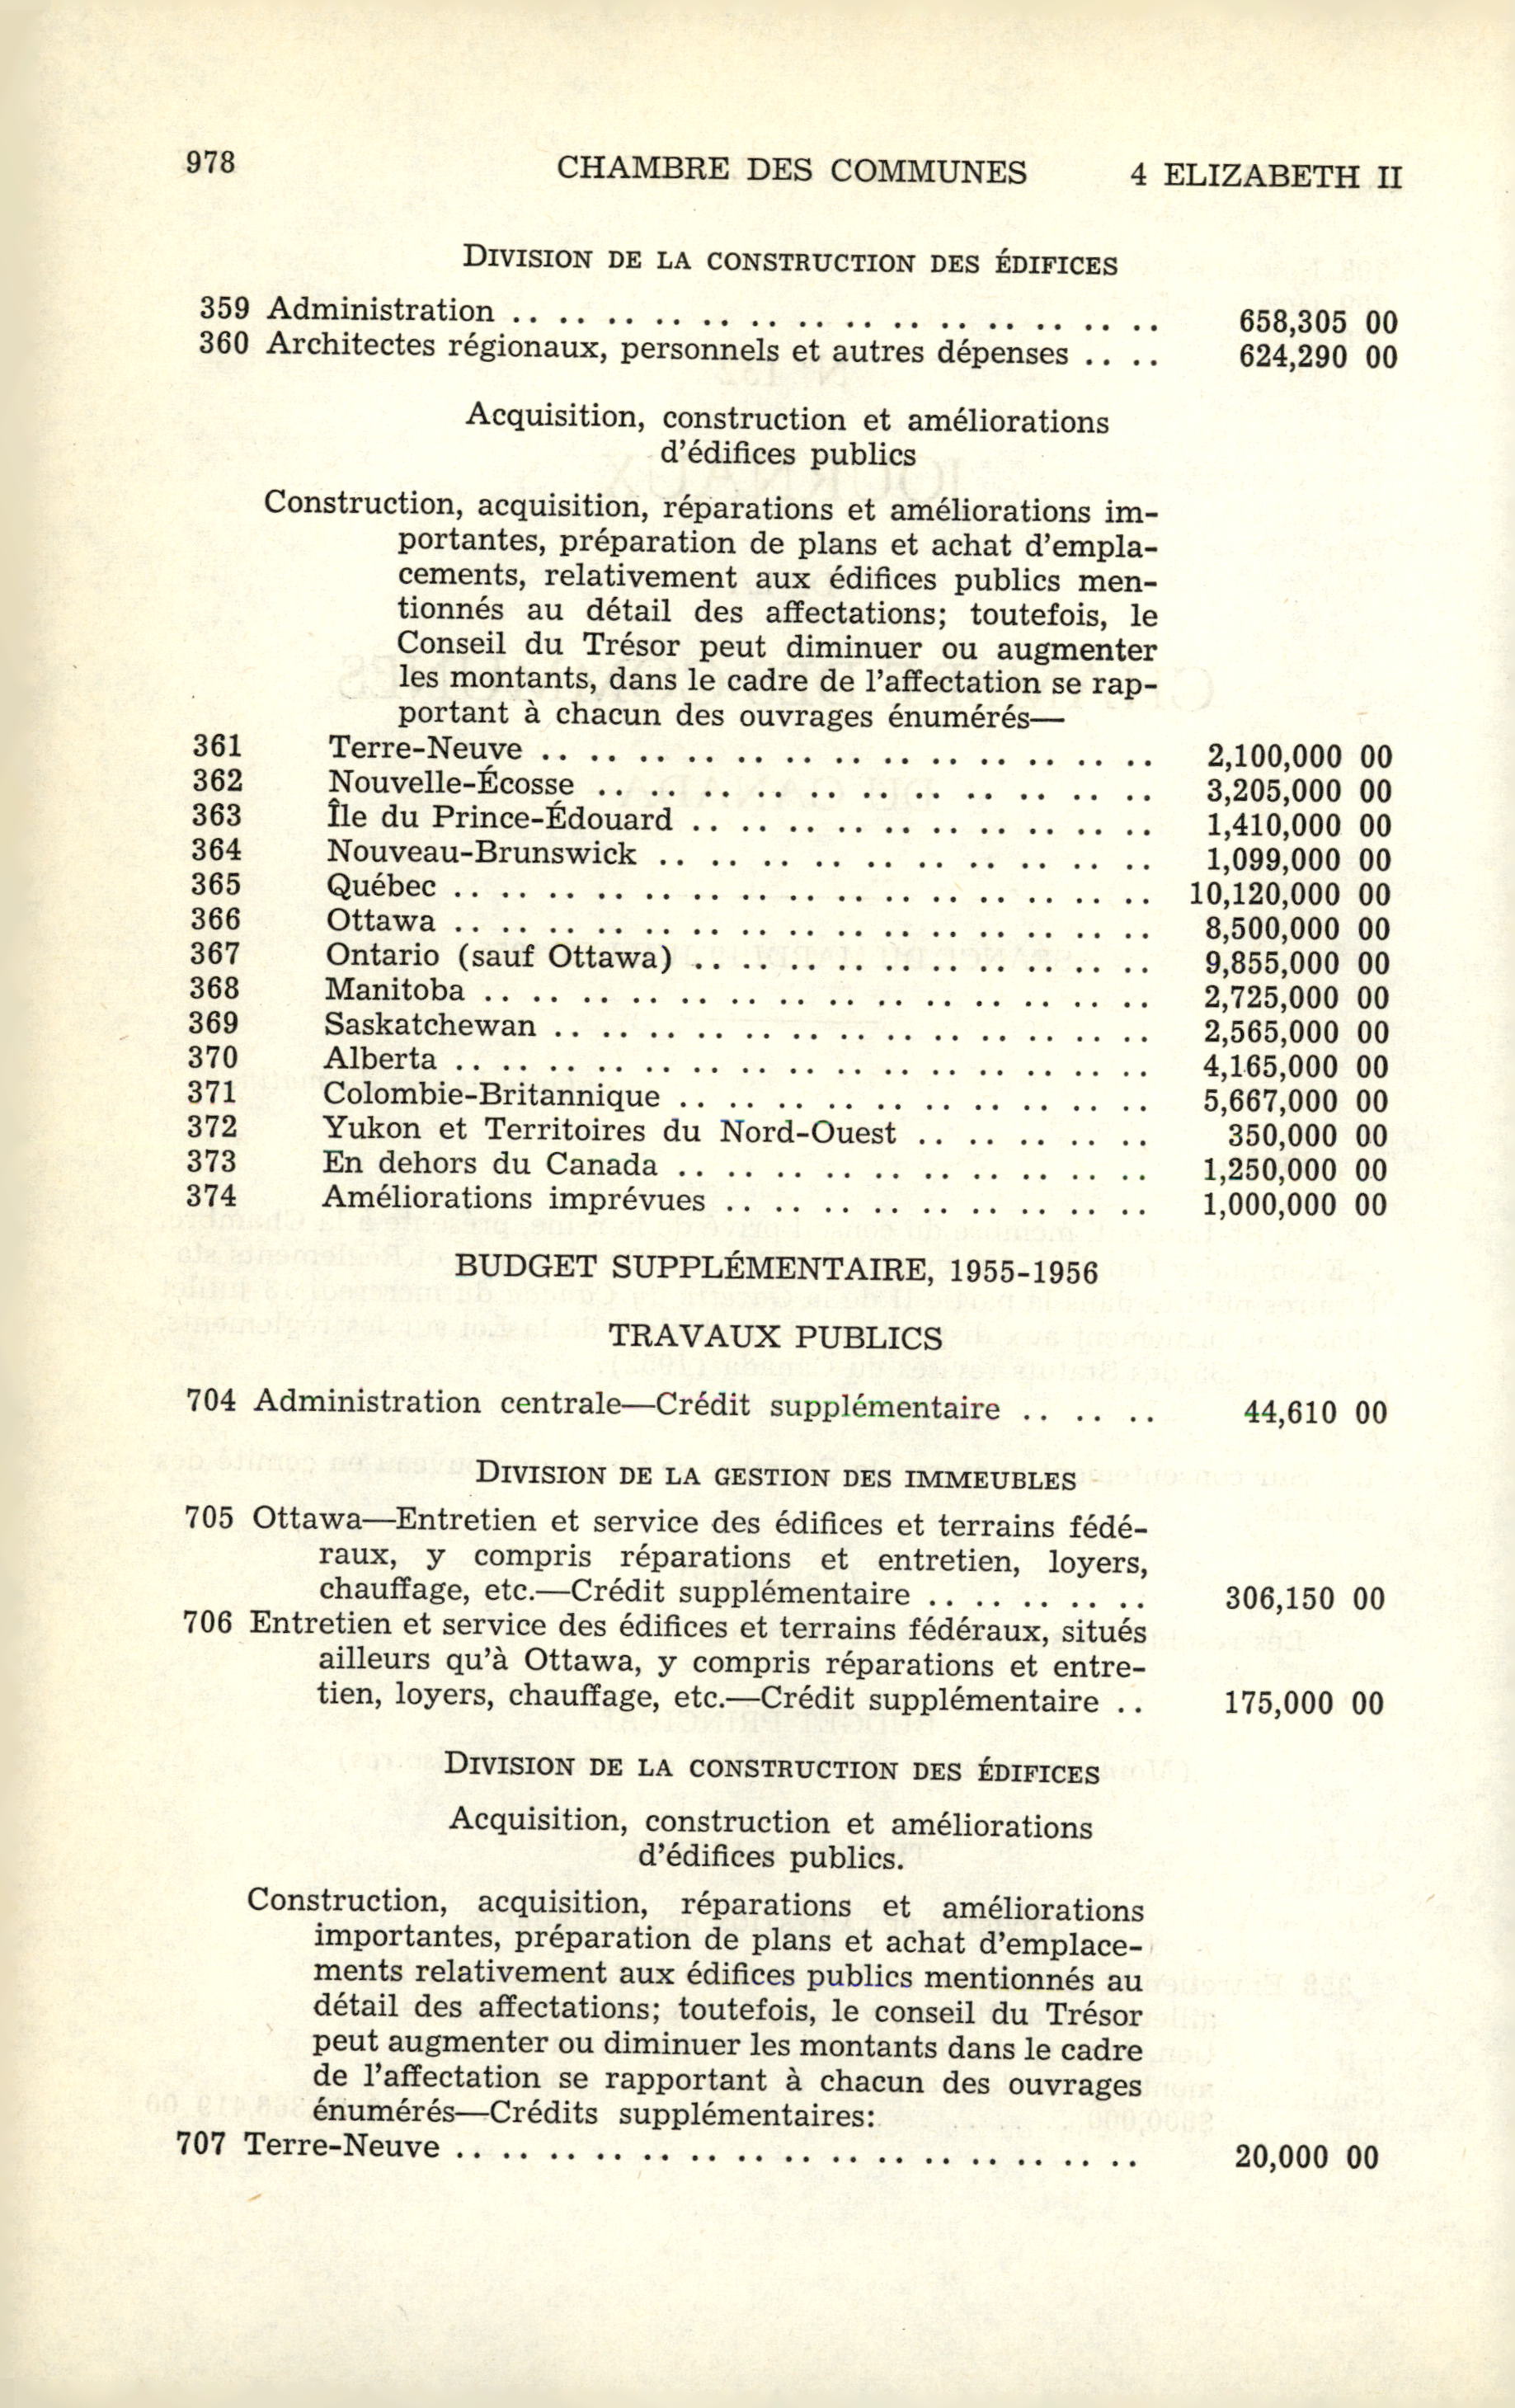 978 CHAMBRE DES COMMUNES 4 ELIZABETH II
DIVISION DE LA CONSTRUCTION DES ÉDIFICES
359 Administration .. .. .. .. .. .. .. .. .. .. .. .. .. .. 658,305 00
360 Architectes régionaux, personnels et autres dépenses .. .. 624,290 00
Acquisition, construction et améliorations
d'édifices publics
Construction, acquisition, réparations et améliorations im-
portantes, préparation de plans et achat d'empla-
cements, relativement aux édifices publics men-
tionnés au détail des affectations; toutefois, le
Conseil du Trésor peut diminuer ou augmenter
les montants, dans le cadre de l'affectation se rap-
portant à chacun des ouvrages énumérés—
361 Terre-Neuve .. .. .. .. .. .. .. .. .. .. .. .. .. 2,100,000 00
362 Nouvelle-Écosse .. .. .. .. .. .. .. .. .. .. .. 3,205,000 00
363 Île du Prince-Édouard .. .. .. .. .. .. .. .. .. .. 1,410,000 00
364 Nouveau-Brunswick .. .. .. .. .. .. .. .. .. .. 1,099,000 00
365 Québec .. .. .. .. .. .. .. .. .. .. .. .. .. .. .. 10,120,000 00
366 Ottawa .. .. .. .. .. .. .. .. .. .. .. .. .. .. .. 8,500,000 00
367 Ontario (sauf Ottawa) .. .. .. .. .. .. .. .. .. .. 9,855,000 00
368 Manitoba .. .. .. .. .. .. .. .. .. .. .. .. .. .. 2,725,000 00
369 Saskatchewan .. .. .. .. .. .. .. .. .. .. .. .. .. 2,565,000 00
370 Alberta .. .. .. .. .. .. .. .. .. .. .. .. .. .. .. 4,165,000 00
371 Colombie-Britannique .. .. .. .. .. .. .. .. .. .. 5,667,000 00
372 Yukon et Territoires du Nord-Ouest .. .. .. .. .. 350,000 00
373 En dehors du Canada .. .. .. .. .. .. .. .. .. .. 1,250,000 00
374 Améliorations imprévues .. .. .. .. .. .. .. .. .. 1,000,000 00
BUDGET SUPPLÉMENTAIRE, 1955-1956
TRAVAUX PUBLICS
704 Administration centrale—Crédit supplémentaire .. .. .. 44,610 00
DIVISION DE LA GESTION DES IMMEUBLES
705 Ottawa—Entretien et service des édifices et terrains fédé-
raux, y compris réparations et entretien, loyers,
chauffage, etc.—Crédit supplémentaire .. .. .. .. .. 306,150 00
706 Entretien et service des édifices et terrains fédéraux, situés
ailleurs qu'à Ottawa, y compris réparations et entre-
tien, loyers, chauffage, etc.—Crédit supplémentaire .. 175,000 00
DIVISION DE LA CONSTRUCTION DES ÉDIFICES
Acquisition, construction et améliorations
d'édifices publics.
Construction, acquisition, réparations et améliorations
importantes, préparation de plans et achat d'emplace-
ments relativement aux édifices publics mentionnés au
détail des affectations; toutefois, le conseil du Trésor
peut augmenter ou diminuer les montants dans le cadre
de l'affectation se rapportant à chacun des ouvrages
énumérés—Crédits supplémentaires:
707 Terre-Neuve .. .. .. .. .. .. .. .. .. .. .. .. .. .. .. 20,000 00